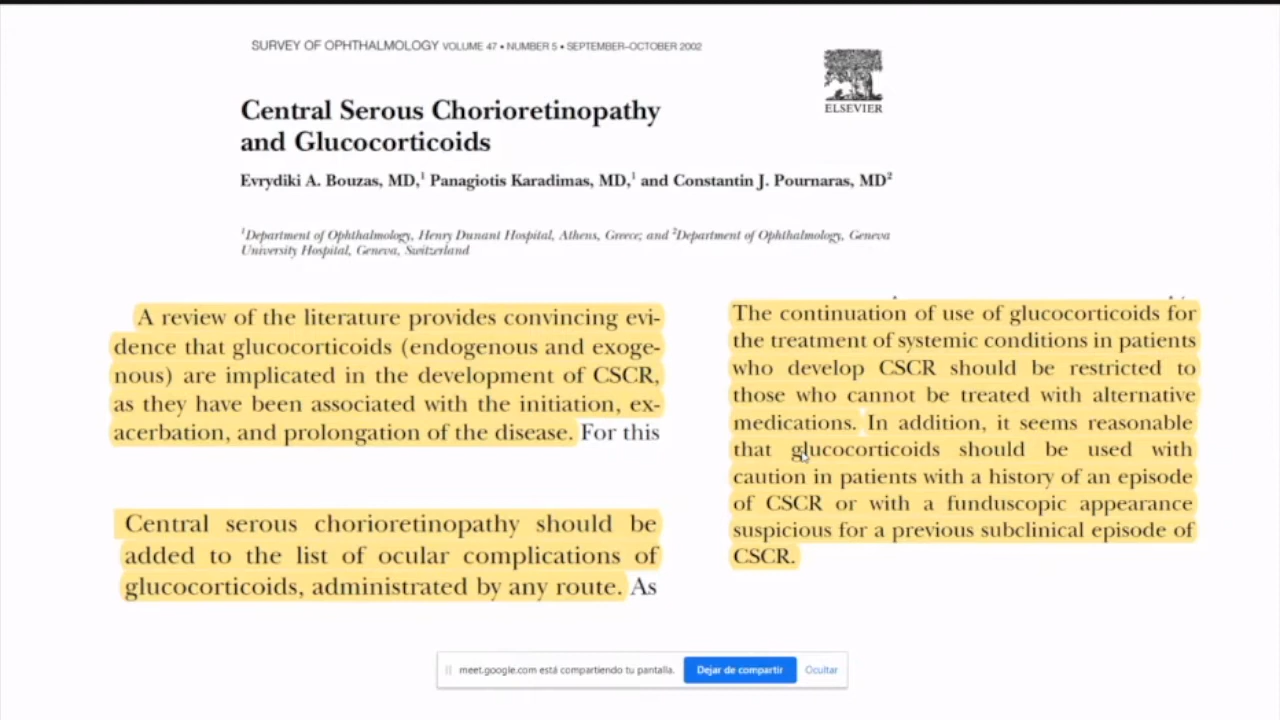 SURVEY OF OPHTHALMOLOGY VOLUME 47 • NUMBER 5 • SEPTEMBER–OCTOBER 2002
ELSEVIER
Central Serous Chorioretinopathy
and Glucocorticoids
Evrydiki A. Bouzas, MD,¹ Panagiotis Karadimas, MD,¹ and Constantin J. Pournaras, MD²
¹Department of Ophthalmology, Henry Dunant Hospital, Athens, Greece; and ²Department of Ophthalmology, Geneva
University Hospital, Geneva, Switzerland
A review of the literature provides convincing evi-
dence that glucocorticoids (endogenous and exoge-
nous) are implicated in the development of CSCR,
as they have been associated with the initiation, ex-
acerbation, and prolongation of the disease. For this
Central serous chorioretinopathy should be
added to the list of ocular complications of
glucocorticoids, administrated by any route. As
The continuation of use of glucocorticoids for
the treatment of systemic conditions in patients
who develop CSCR should be restricted to
those who cannot be treated with alternative
medications. In addition, it seems reasonable
that glucocorticoids should be used with
caution in patients with a history of an episode
of CSCR or with a funduscopic appearance
suspicious for a previous subclinical episode of
CSCR.
meet.google.com está compartiendo tu pantalla. Dejar de compartir Ocultar